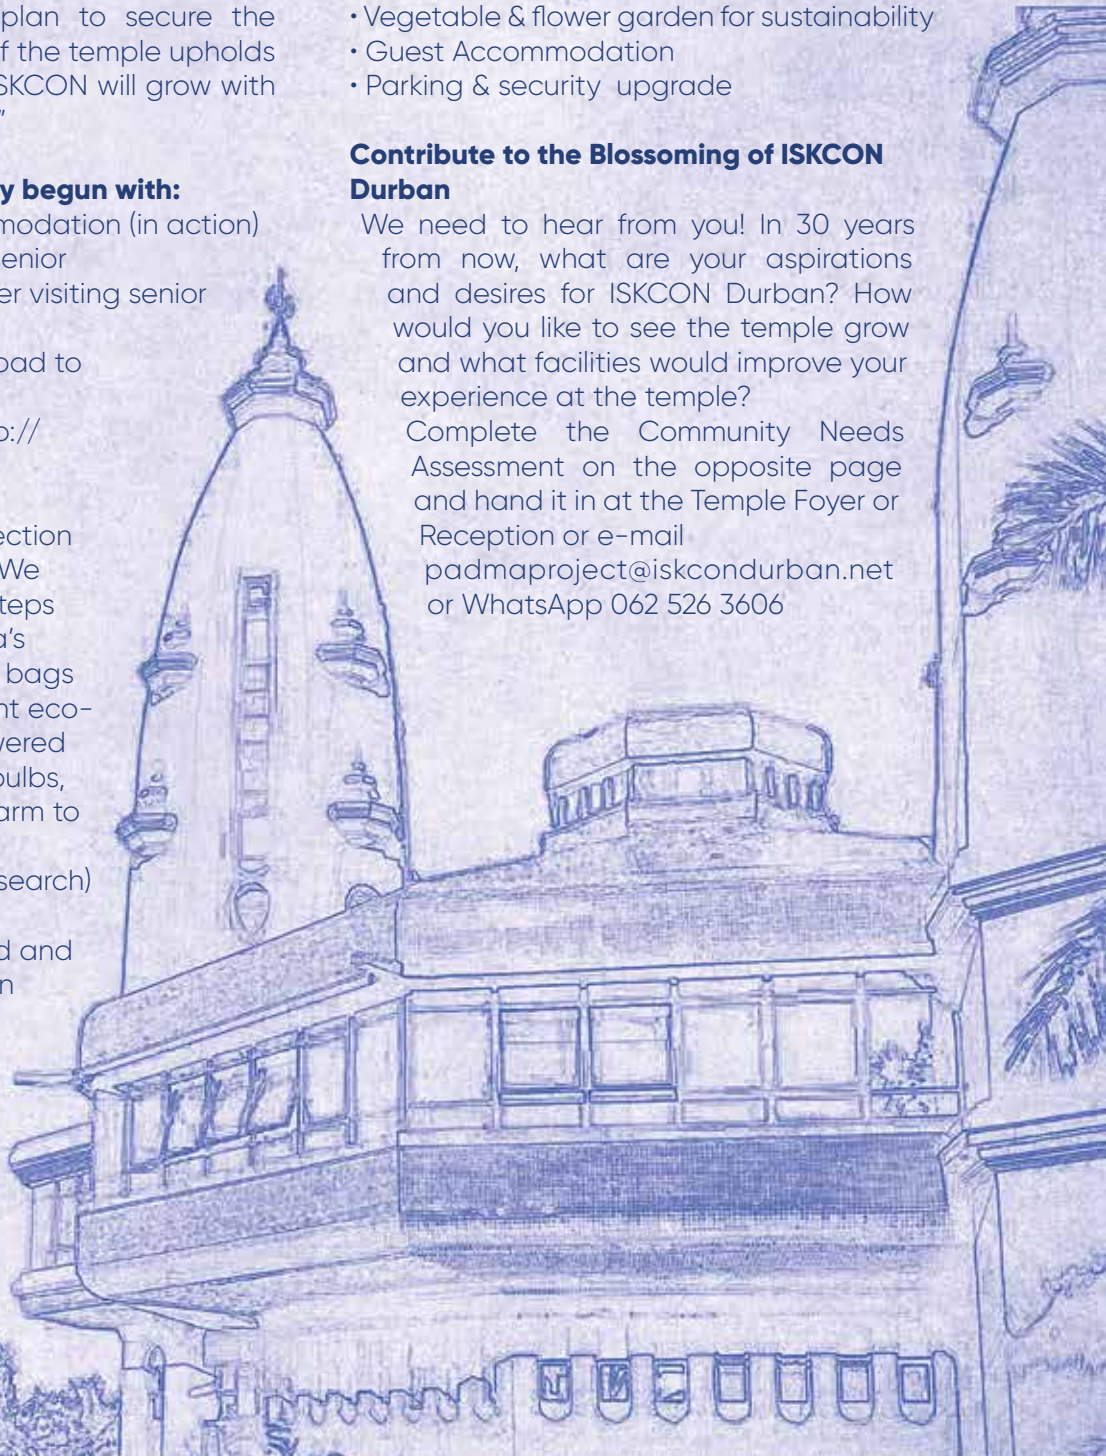 plan to secure the
f the temple upholds
SKCON will grow with
"
y begun with:
modation (in action)
enior
er visiting senior
oad to
o://
ection
We
teps
a's
bags
nt eco-
wered
bulbs,
arm to
search)
d and
n
• Vegetable & flower garden for sustainability
• Guest Accommodation
• Parking & security upgrade
Contribute to the Blossoming of ISKCON
Durban
We need to hear from you! In 30 years
from now, what are your aspirations
and desires for ISKCON Durban? How
would you like to see the temple grow
and what facilities would improve your
experience at the temple?
Complete the Community Needs
Assessment on the opposite page
and hand it in at the Temple Foyer or
Reception or e-mail
padmaproject@iskcondurban.net
or WhatsApp 062 526 3606